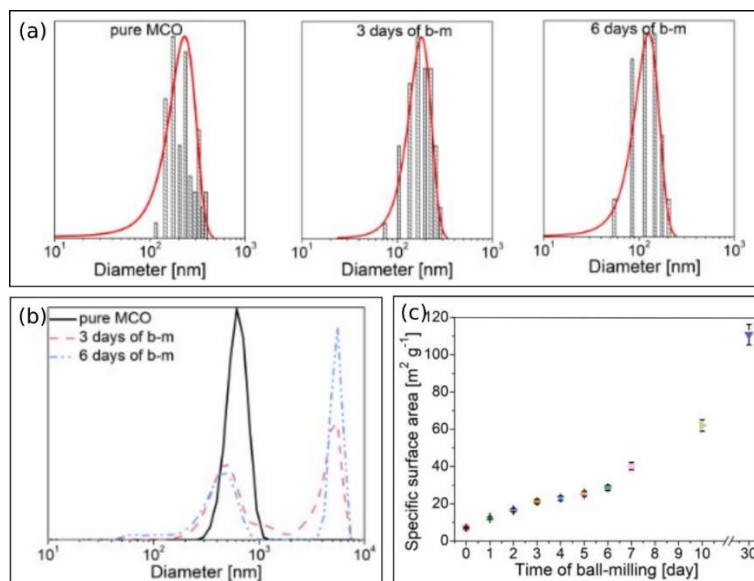 (a)
pure MCO
3 days of b-m
6 days of b-m
10¹ 10² 10³
10¹ 10² 10³
10¹ 10² 10³
Diameter [nm]
Diameter [nm]
Diameter [nm]
(b)
pure MCO
3 days of b-m
6 days of b-m
10¹ 10² 10³ 10⁴
Diameter [nm]
(c)
Specific surface area [m² g⁻¹]
120
100
80
60
40
20
0
0 1 2 3 4 5 6 7 8 10 30
Time of ball-milling [day]